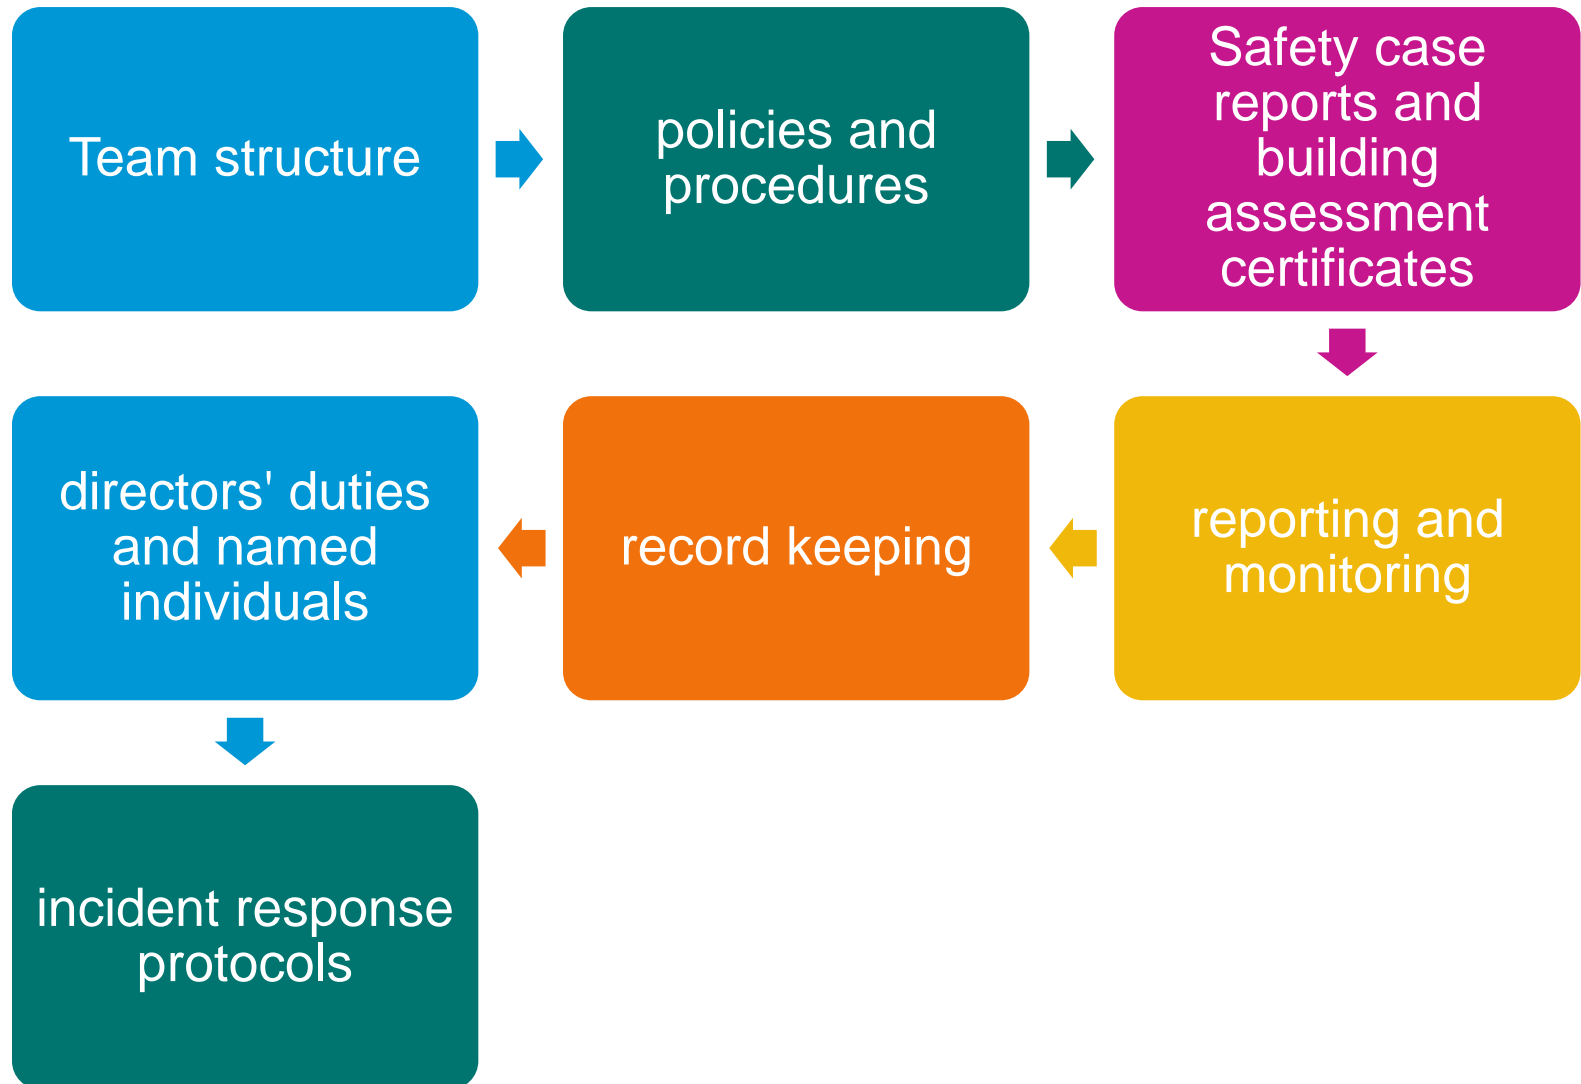 Team structure
policies and
procedures
Safety case
reports and
building
assessment
certificates
reporting and
monitoring
record keeping
directors' duties
and named
individuals
incident response
protocols